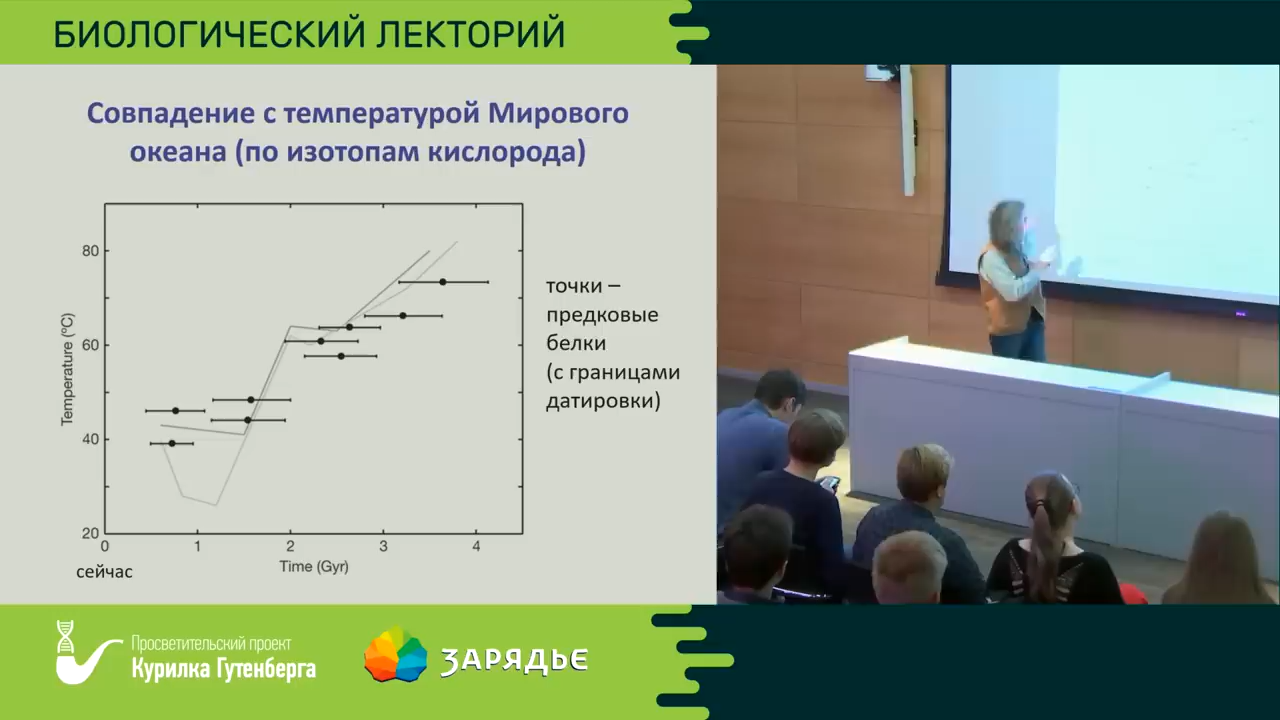 БИОЛОГИЧЕСКИЙ ЛЕКТОРИЙ
Совпадение с температурой Мирового
океана (по изотопам кислорода)
80
60
40
20
Temperature (ºC)
0
1
2
3
4
Time (Gyr)
сейчас
точки –
предковые
белки
(с границами
датировки)
Просветительский проект
Курилка Гутенберга
ЗАРЯДЬЕ